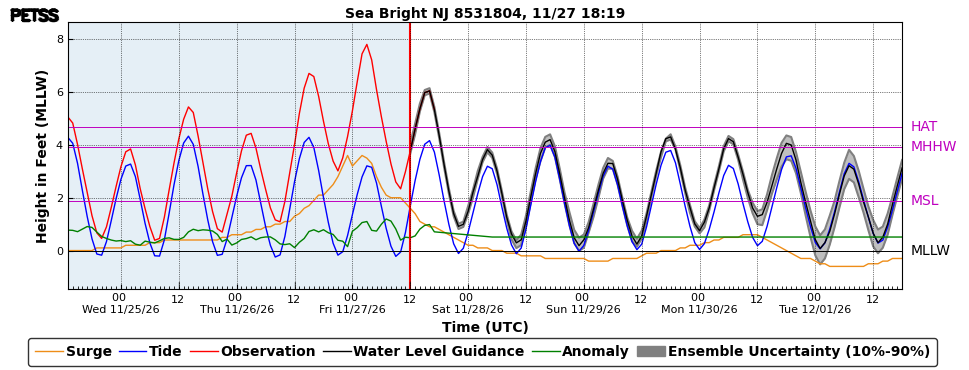 PETSS
Sea Bright NJ 8531804, 11/27 18:19
Height in Feet (MLLW)
8
6
4
2
0
HAT
MHHW
MSL
MLLW
00 12 00 12 00 12 00 12 00 12 00 12 00 12
Wed 11/25/26 Thu 11/26/26 Fri 11/27/26 Sat 11/28/26 Sun 11/29/26 Mon 11/30/26 Tue 12/01/26
Time (UTC)
Surge Tide Observation Water Level Guidance Anomaly Ensemble Uncertainty (10%-90%)